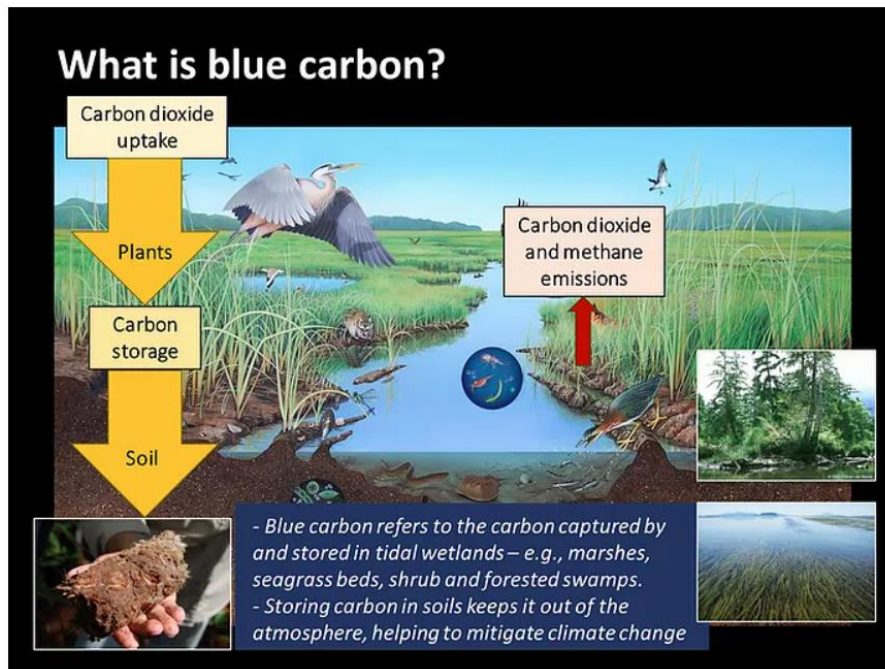 What is blue carbon?
Carbon dioxide
uptake
Plants
Carbon
storage
Soil
Carbon dioxide
and methane
emissions
- Blue carbon refers to the carbon captured by
and stored in tidal wetlands – e.g., marshes,
seagrass beds, shrub and forested swamps.
- Storing carbon in soils keeps it out of the
atmosphere, helping to mitigate climate change